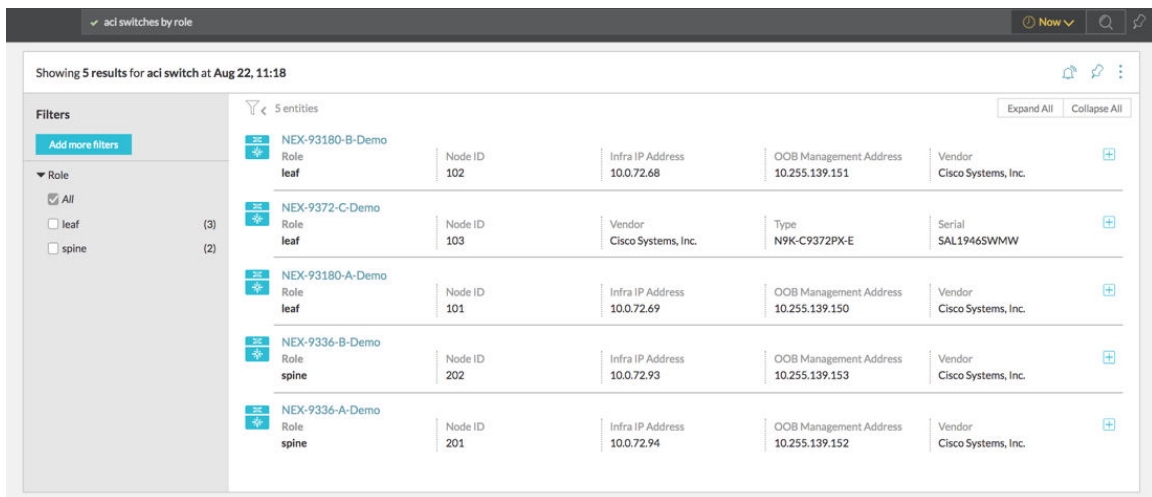 aci switches by role
Now
Showing 5 results for aci switch at Aug 22, 11:18
Filters
Add more filters
Role
All
leaf (3)
spine (2)
5 entities
Expand All Collapse All
NEX-93180-B-Demo
Role Node ID Infra IP Address OOB Management Address Vendor
leaf 102 10.0.72.68 10.255.139.151 Cisco Systems, Inc.
NEX-9372-C-Demo
Role Node ID Vendor Type Serial
leaf 103 Cisco Systems, Inc. N9K-C9372PX-E SAL1946SWMW
NEX-93180-A-Demo
Role Node ID Infra IP Address OOB Management Address Vendor
leaf 101 10.0.72.69 10.255.139.150 Cisco Systems, Inc.
NEX-9336-B-Demo
Role Node ID Infra IP Address OOB Management Address Vendor
spine 202 10.0.72.93 10.255.139.153 Cisco Systems, Inc.
NEX-9336-A-Demo
Role Node ID Infra IP Address OOB Management Address Vendor
spine 201 10.0.72.94 10.255.139.152 Cisco Systems, Inc.